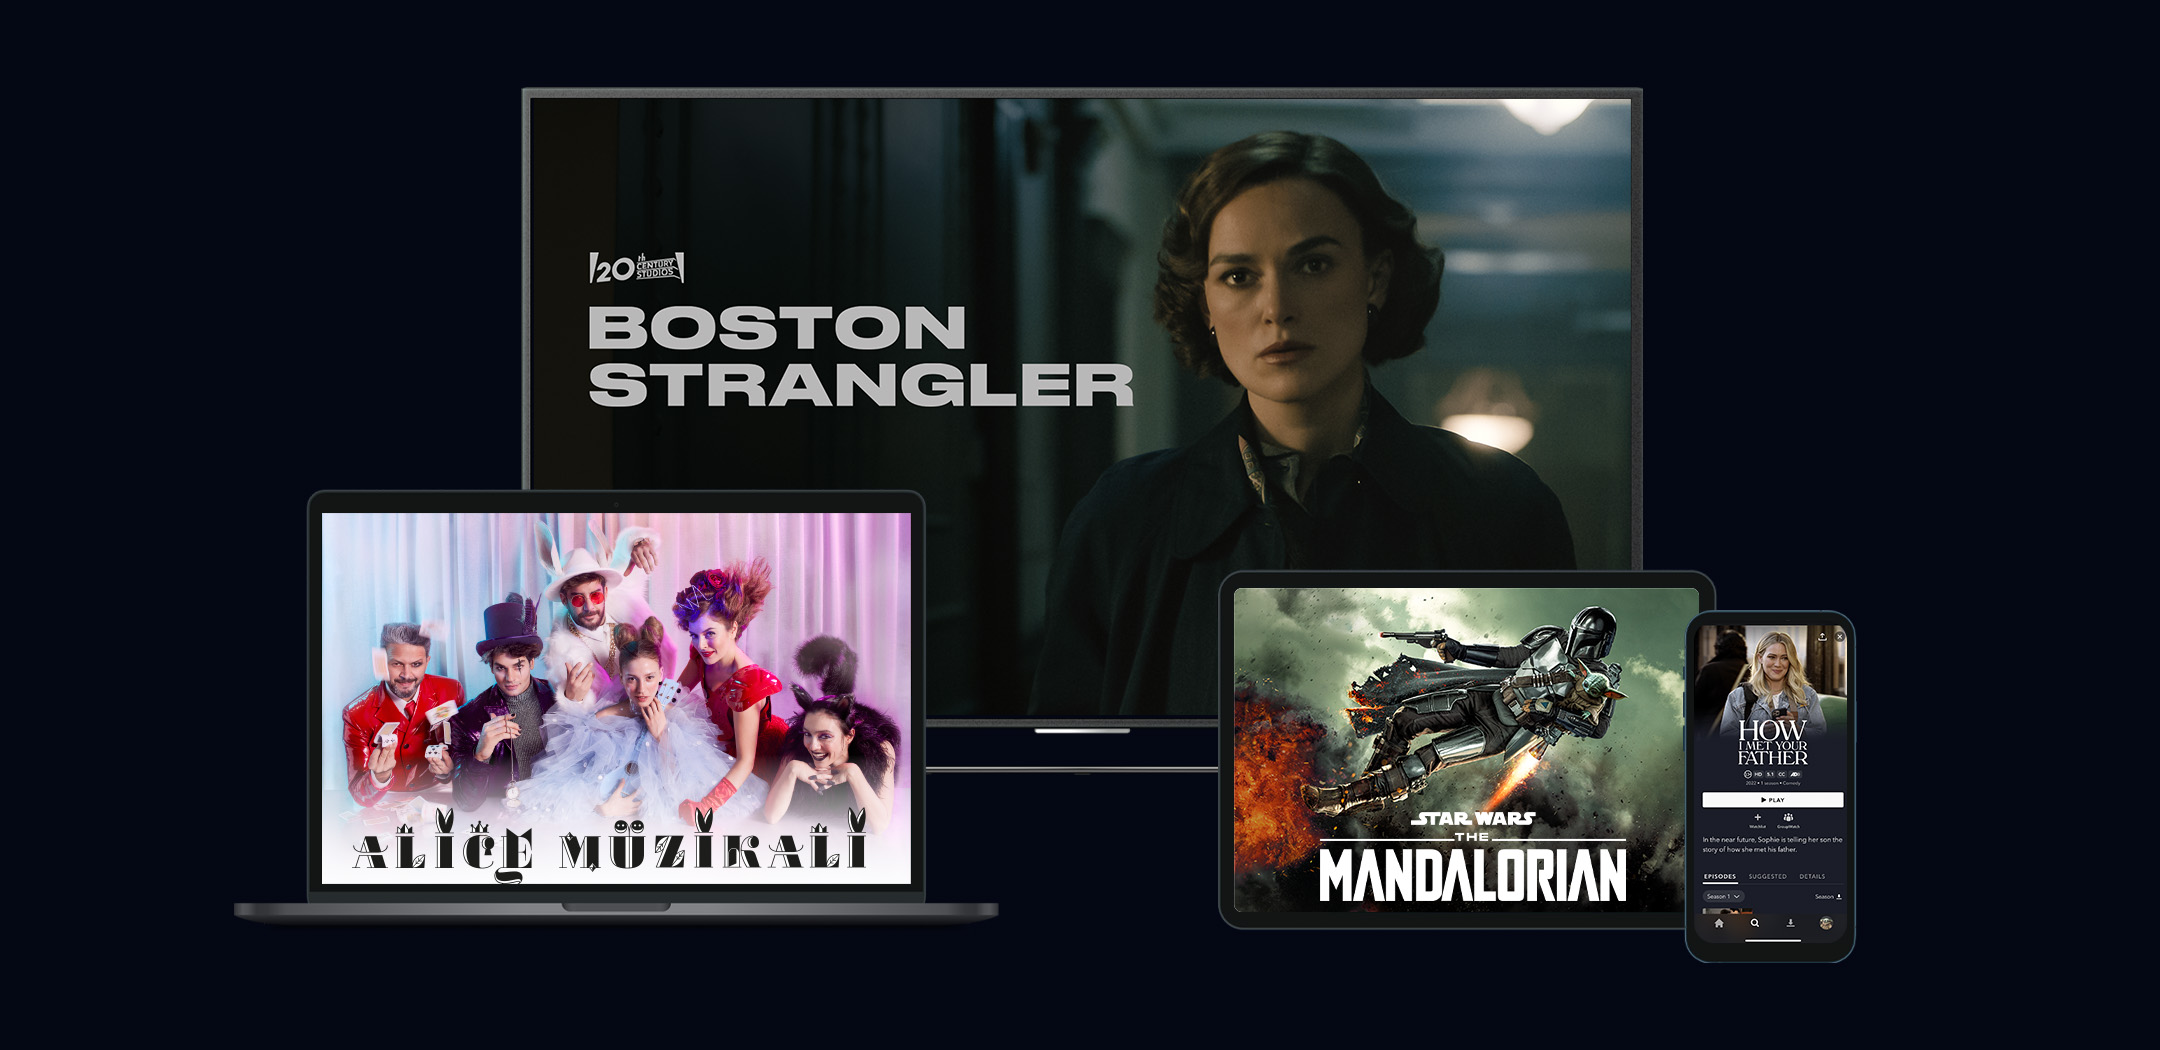 20th CENTURY STUDIOS
BOSTON
STRANGLER
ALİCE MÜZİKALİ
STAR WARS
THE
MANDALORIAN
HOW
I MET YOUR
FATHER
HD 5.1 CC AD
2022 • 1 season • Comedy
PLAY
Watchlist GroupWatch
In the near future, Sophie is telling her son the
story of how she met his father.
EPISODES SUGGESTED DETAILS
Season 1 Season